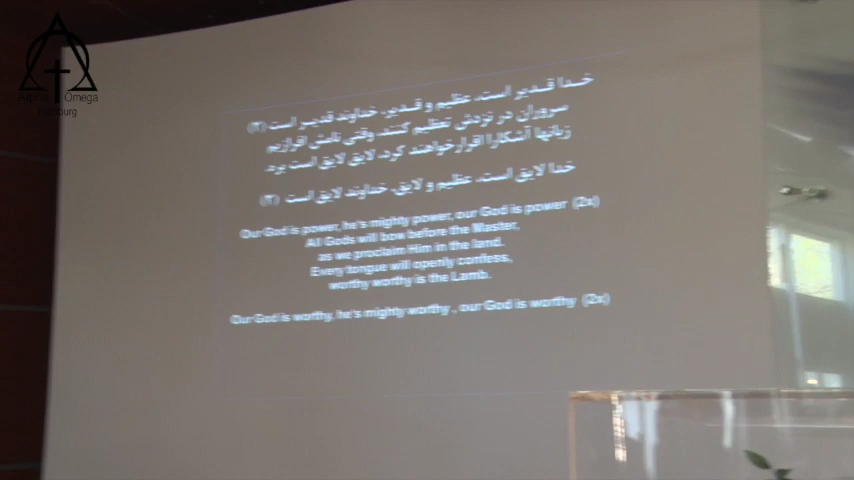 Alpha Omega
Hamburg
خدا قدیر است، عظیم و قدیر، خداوند قدیر است (۲)
سروران در نزدش تعظیم کنند، وقتی نامش افرازیم
زبانها آشکارا اقرار خواهند کرد، لایق لایق است بره
خدا لایق است، عظیم و لایق، خداوند لایق است (۲)
Our God is power, he's mighty power, our God is power (2x)
All Gods will bow before the Master,
as we proclaim Him in the land.
Every tongue will openly confess,
worthy worthy is the Lamb.
Our God is worthy, he's mighty worthy , our God is worthy (2x)